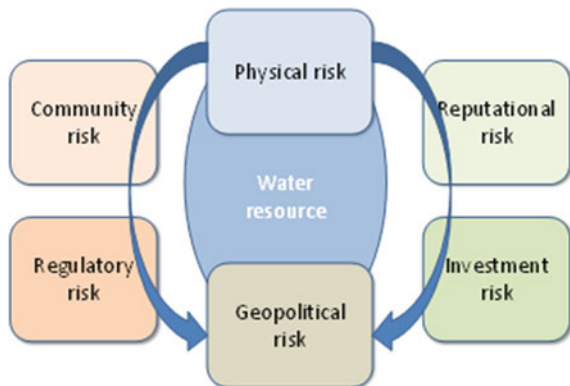 Physical risk
Community
risk
Reputational
risk
Water
resource
Regulatory
risk
Geopolitical
risk
Investment
risk